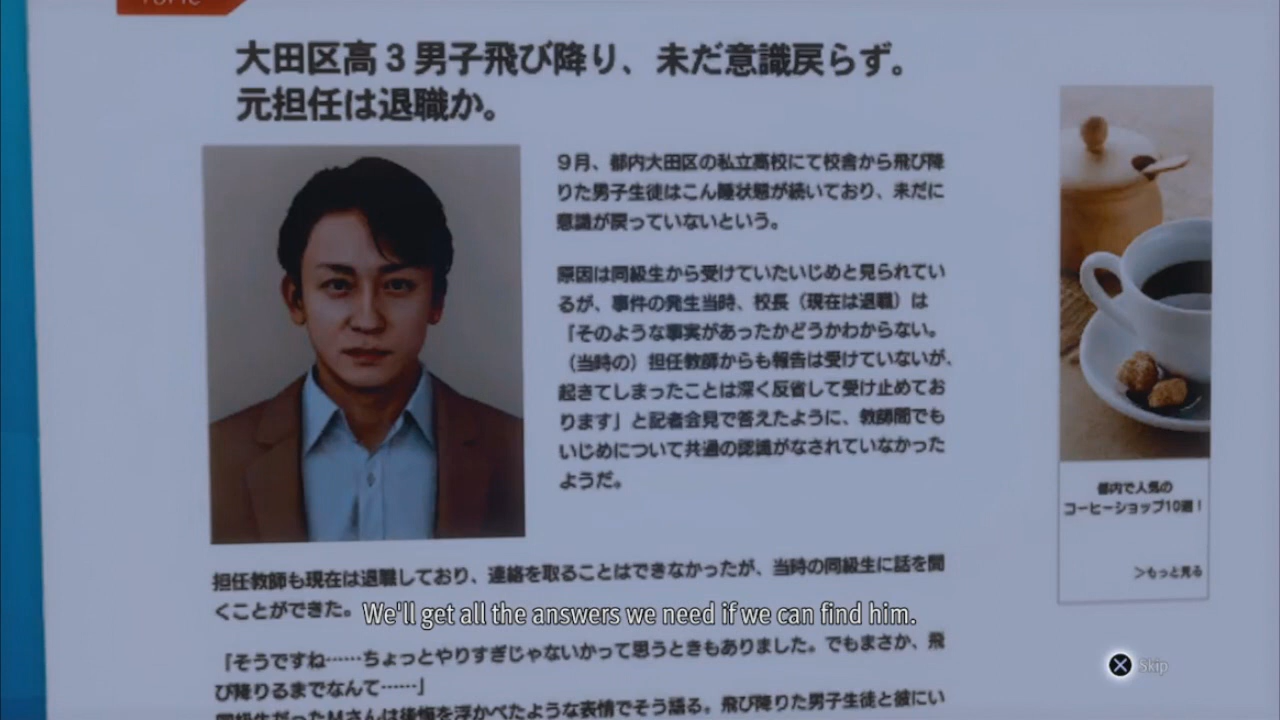 TOPIC
大田区高３男子飛び降り、未だ意識戻らず。
元担任は退職か。
９月、都内大田区の私立高校にて校舎から飛び降
りた男子生徒はこん睡状態が続いており、未だに
意識が戻っていないという。
原因は同級生から受けていたいじめと見られてい
るが、事件の発生当時、校長（現在は退職）は
「そのような事実があったかどうかわからない。
（当時の）担任教師からも報告は受けていないが、
起きてしまったことは深く反省して受け止めてお
ります」と記者会見で答えたように、教師間でも
いじめについて共通の認識がなされていなかった
ようだ。
都内で人気の
コーヒーショップ10選！
＞もっと見る
担任教師も現在は退職しており、連絡を取ることはできなかったが、当時の同級生に話を聞
くことができた。
We'll get all the answers we need if we can find him.
「そうですね……ちょっとやりすぎじゃないかって思うときもありました。でもまさか、飛
び降りるまでなんて……」
Skip
同級生だったMさんは後悔を浮かべたような表情でそう語る。飛び降りた男子生徒と彼にい